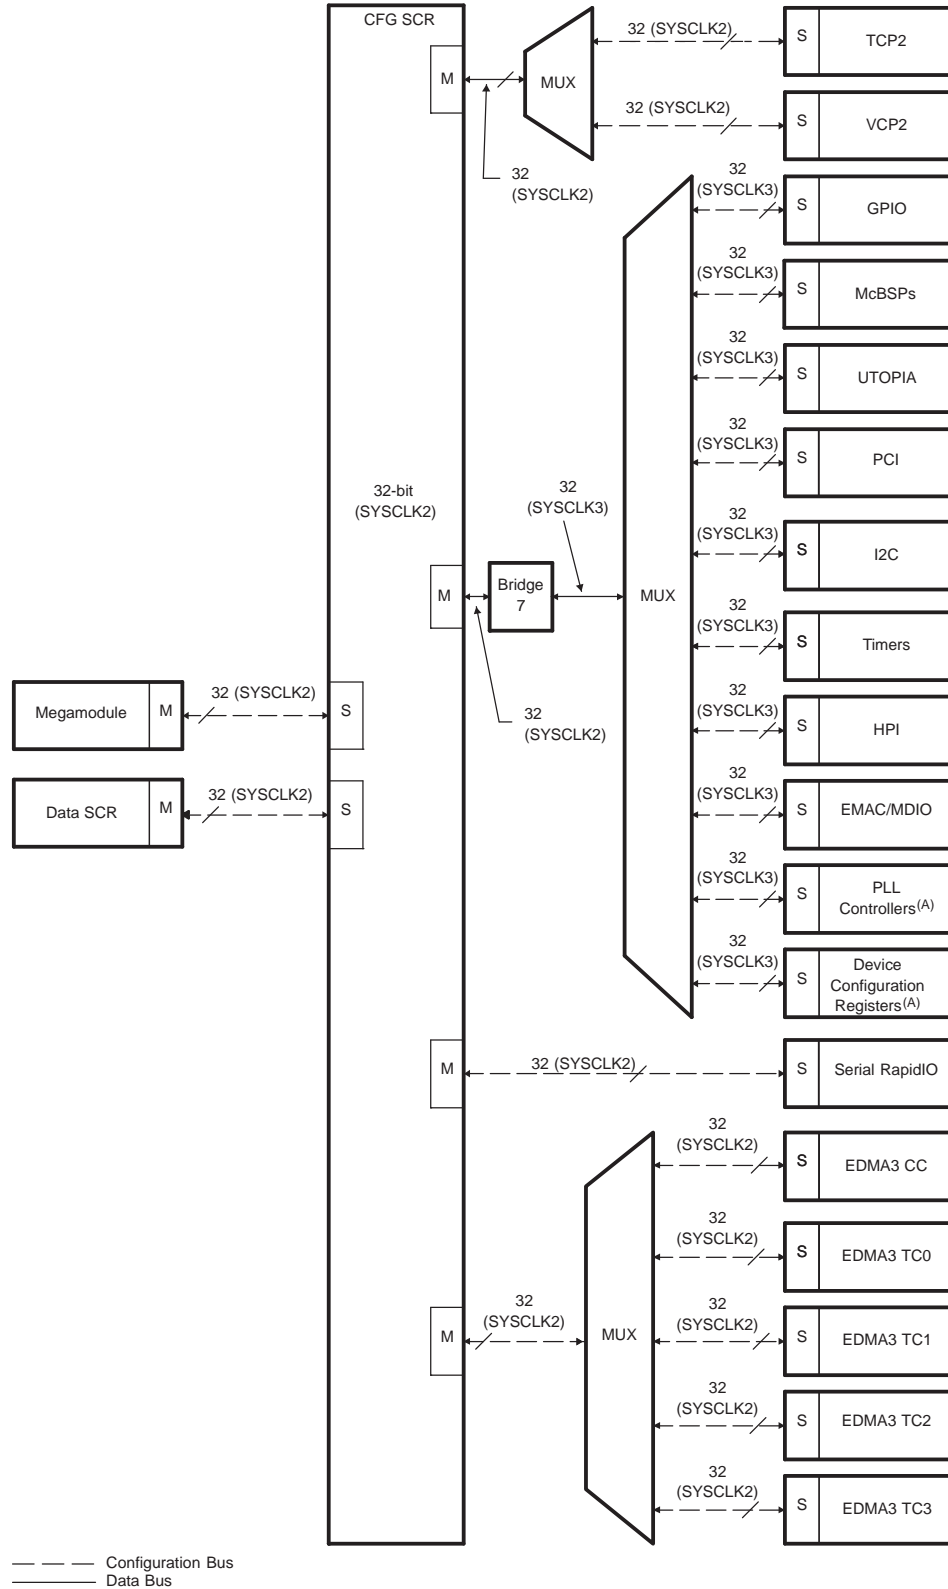 CFG SCR
M
32 (SYSCLK2)
S
TCP2
MUX
32 (SYSCLK2)
S
VCP2
32
(SYSCLK2)
32
(SYSCLK3)
S
GPIO
32
(SYSCLK3)
S
McBSPs
32
(SYSCLK3)
S
UTOPIA
32
(SYSCLK3)
S
PCI
32-bit
(SYSCLK2)
32
(SYSCLK3)
32
(SYSCLK3)
S
I2C
M
Bridge
7
MUX
32
(SYSCLK3)
S
Timers
32
(SYSCLK2)
Megamodule
M
32 (SYSCLK2)
S
32
(SYSCLK3)
S
HPI
Data SCR
M
32 (SYSCLK2)
S
32
(SYSCLK3)
S
EMAC/MDIO
32
(SYSCLK3)
S
PLL
Controllers(A)
32
(SYSCLK3)
S
Device
Configuration
Registers(A)
M
32 (SYSCLK2)
S
Serial RapidIO
32
(SYSCLK2)
S
EDMA3 CC
32
(SYSCLK2)
S
EDMA3 TC0
M
32
(SYSCLK2)
MUX
32
(SYSCLK2)
S
EDMA3 TC1
32
(SYSCLK2)
S
EDMA3 TC2
32
(SYSCLK2)
S
EDMA3 TC3
Configuration Bus
Data Bus